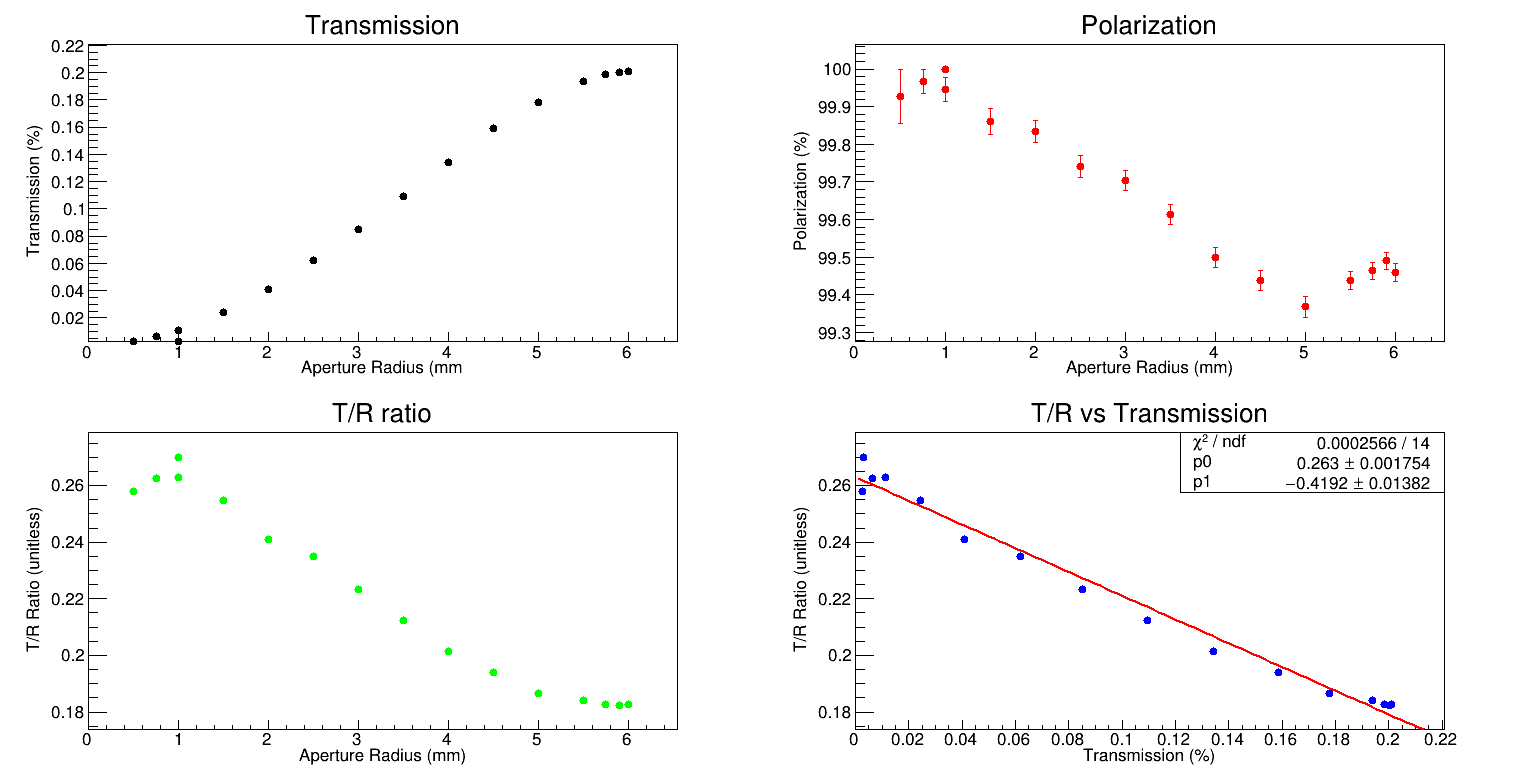 Transmission
0.22
0.2
0.18
0.16
0.14
0.12
0.1
0.08
0.06
0.04
0.02
Transmission (%)
0 1 2 3 4 5 6
Aperture Radius (mm
Polarization
100
99.9
99.8
99.7
99.6
99.5
99.4
99.3
Polarization (%)
0 1 2 3 4 5 6
Aperture Radius (mm)
T/R ratio
0.26
0.24
0.22
0.2
0.18
T/R Ratio (unitless)
0 1 2 3 4 5 6
Aperture Radius (mm)
T/R vs Transmission
χ² / ndf 0.0002566 / 14
p0 0.263 ± 0.001754
p1 −0.4192 ± 0.01382
0.26
0.24
0.22
0.2
0.18
T/R Ratio (unitless)
0 0.02 0.04 0.06 0.08 0.1 0.12 0.14 0.16 0.18 0.2 0.22
Transmission (%)